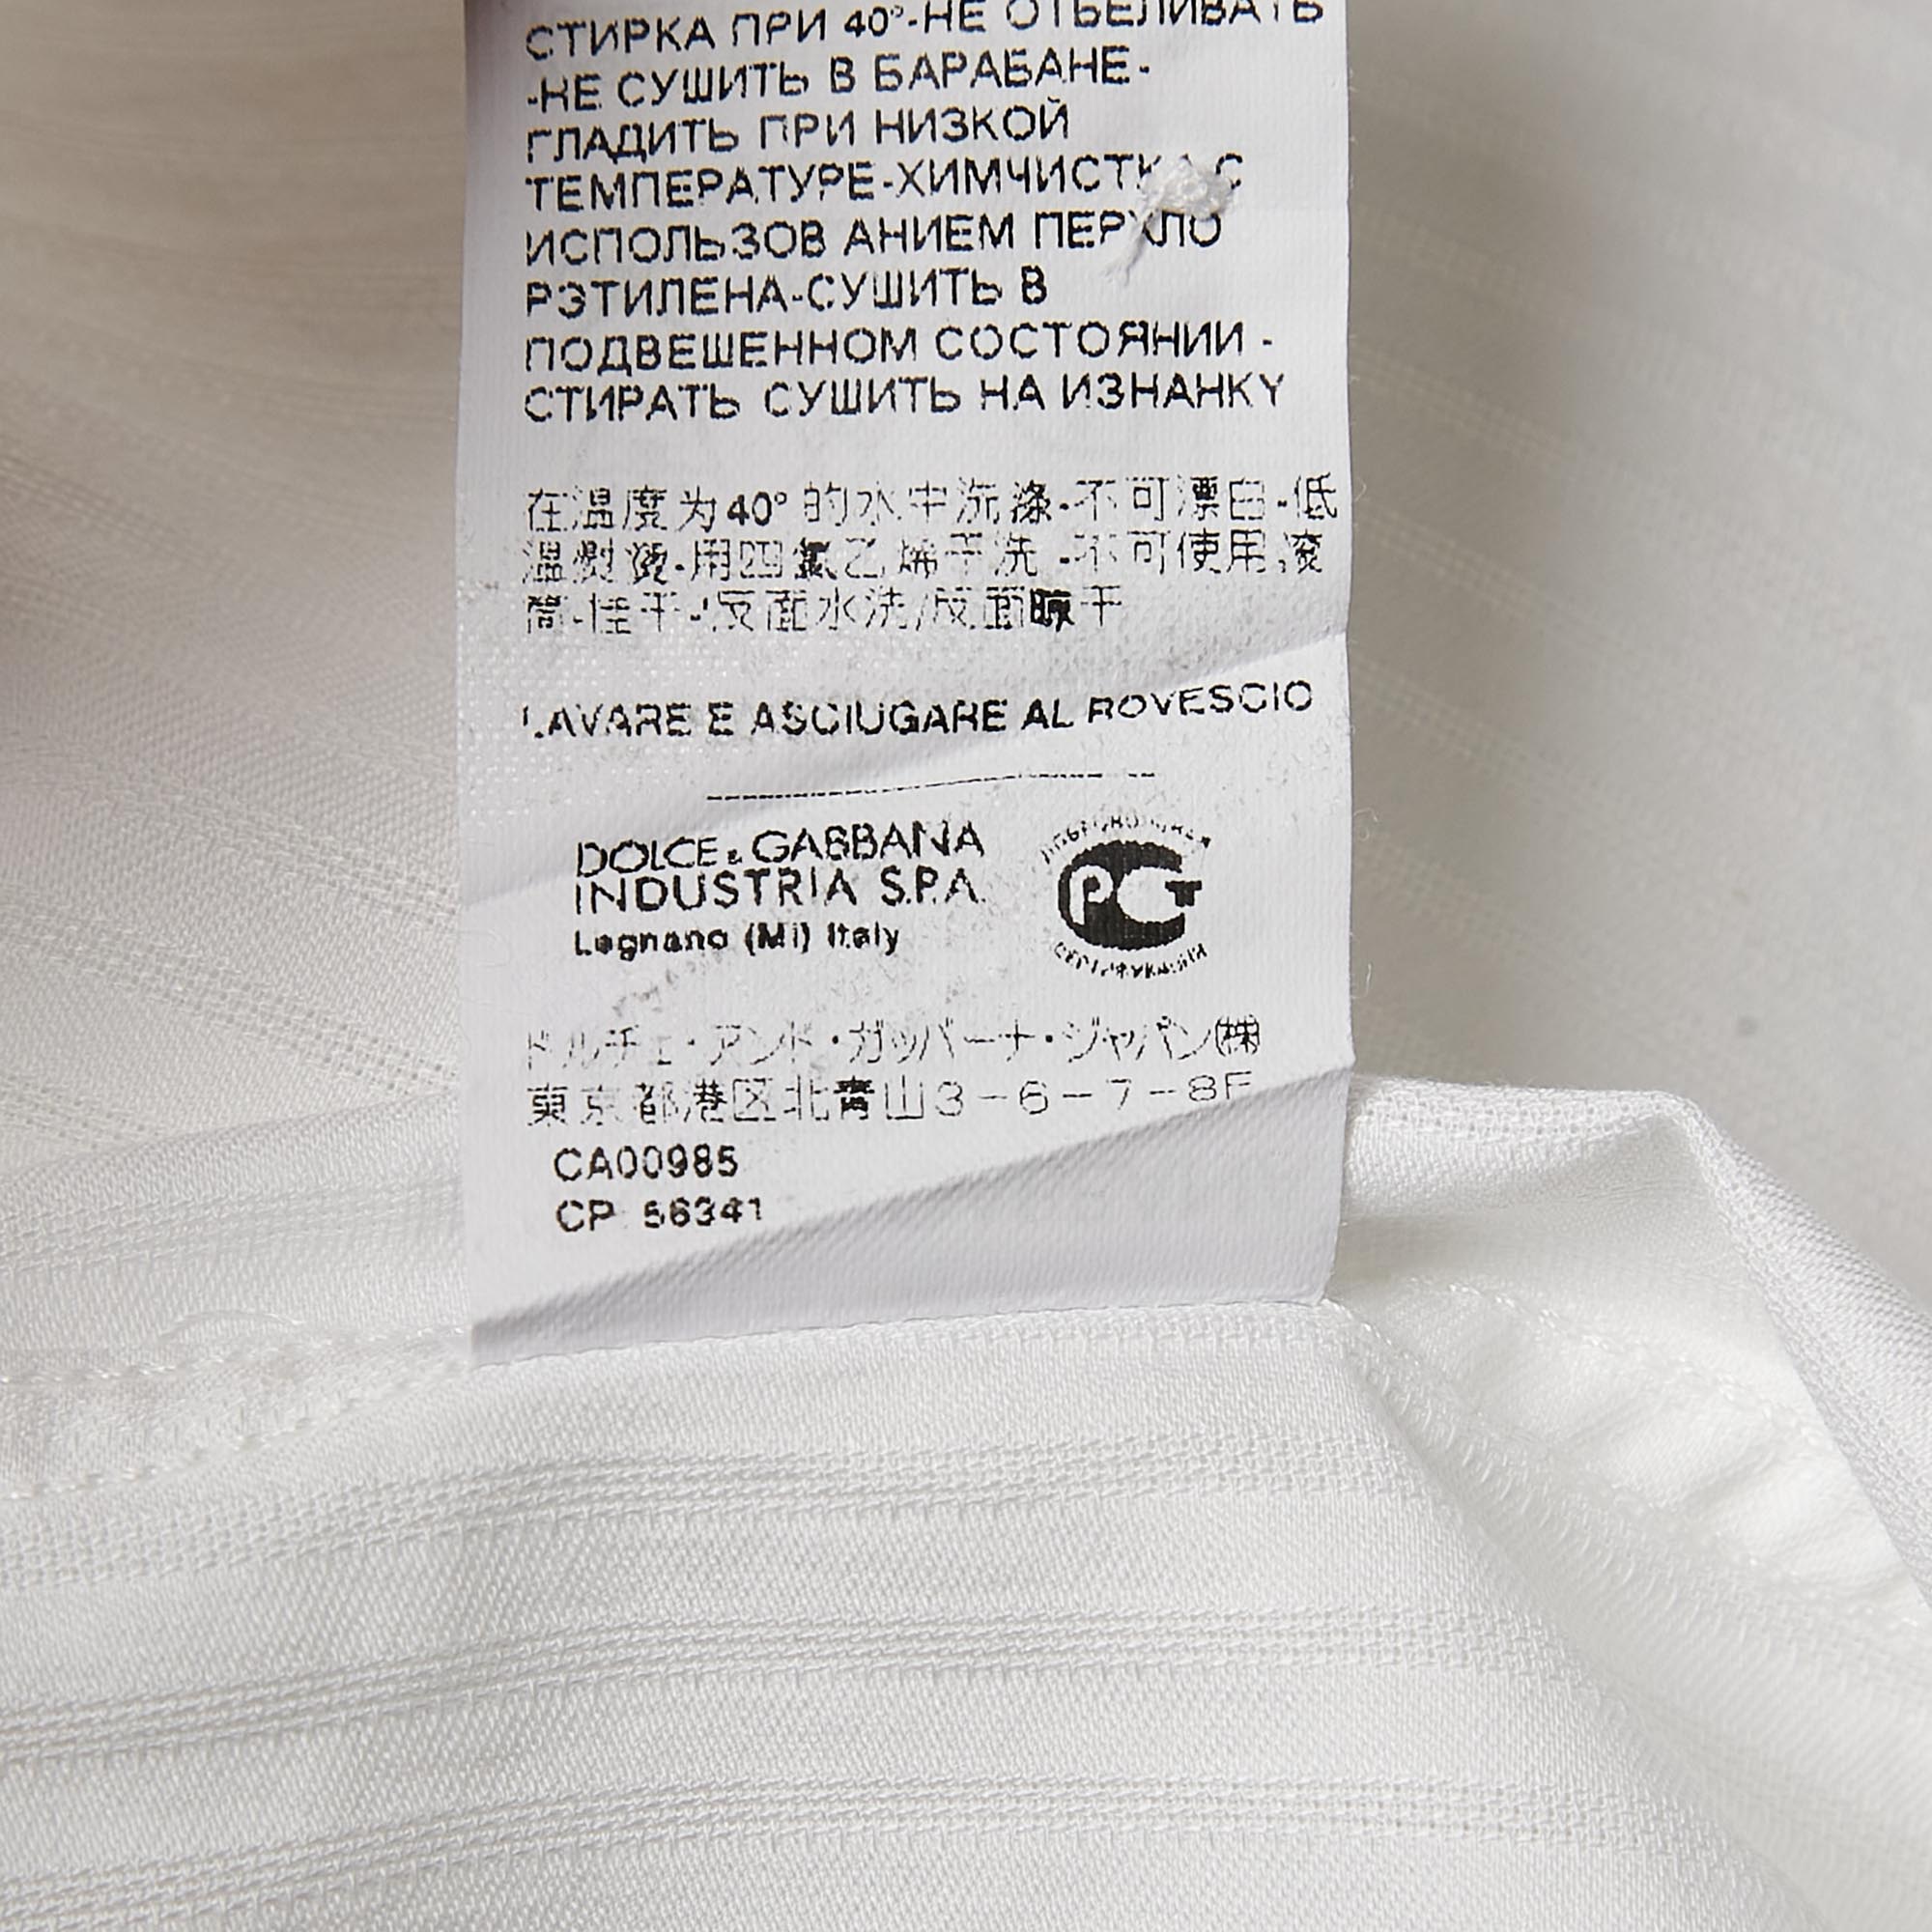 СТИРКА ПРИ 40°-НЕ ОТБЕЛИВАТЬ
-НЕ СУШИТЬ В БАРАБАНЕ-
ГЛАДИТЬ ПРИ НИЗКОЙ
ТЕМПЕРАТУРЕ-ХИМЧИСТКА С
ИСПОЛЬЗОВ АНИЕМ ПЕРХЛО
РЭТИЛЕНА-СУШИТЬ В
ПОДВЕШЕННОМ СОСТОЯНИИ -
СТИРАТЬ СУШИТЬ НА ИЗНАНКУ
在温度为40°的水中洗涤-不可漂白-低
温熨烫-用四氯乙烯干洗-不可使用滚
筒-挂干-反面水洗/反面晾干
LAVARE E ASCIUGARE AL ROVESCIO
DOLCE & GABBANA
INDUSTRIA S.P.A.
Legnano (Mi) Italy
РСТ
ドルチェ・アンド・ガッバーナ・ジャパン㈱
東京都港区北青山3-6-7-8F
CA00985
CP 56341